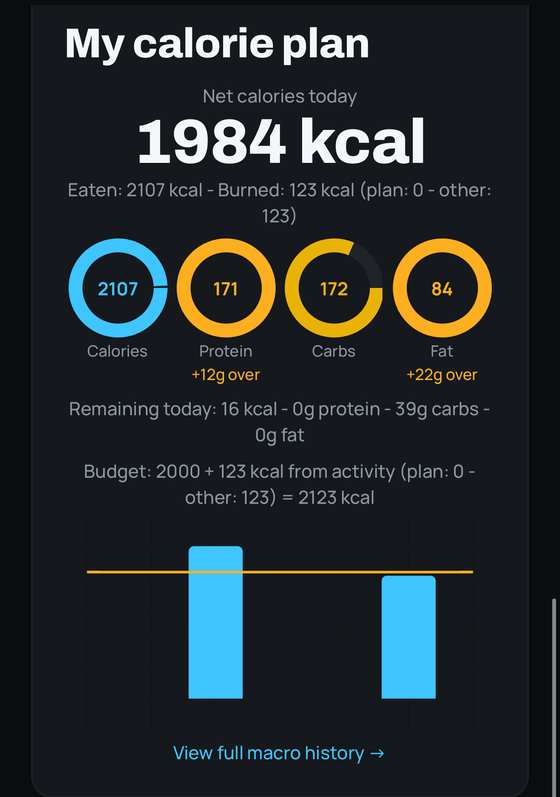 My calorie plan
Net calories today
1984 kcal
Eaten: 2107 kcal - Burned: 123 kcal (plan: 0 - other:
123)
2107
171
172
84
Calories
Protein
Carbs
Fat
+12g over
+22g over
Remaining today: 16 kcal - 0g protein - 39g carbs -
0g fat
Budget: 2000 + 123 kcal from activity (plan: 0 -
other: 123) = 2123 kcal
View full macro history →